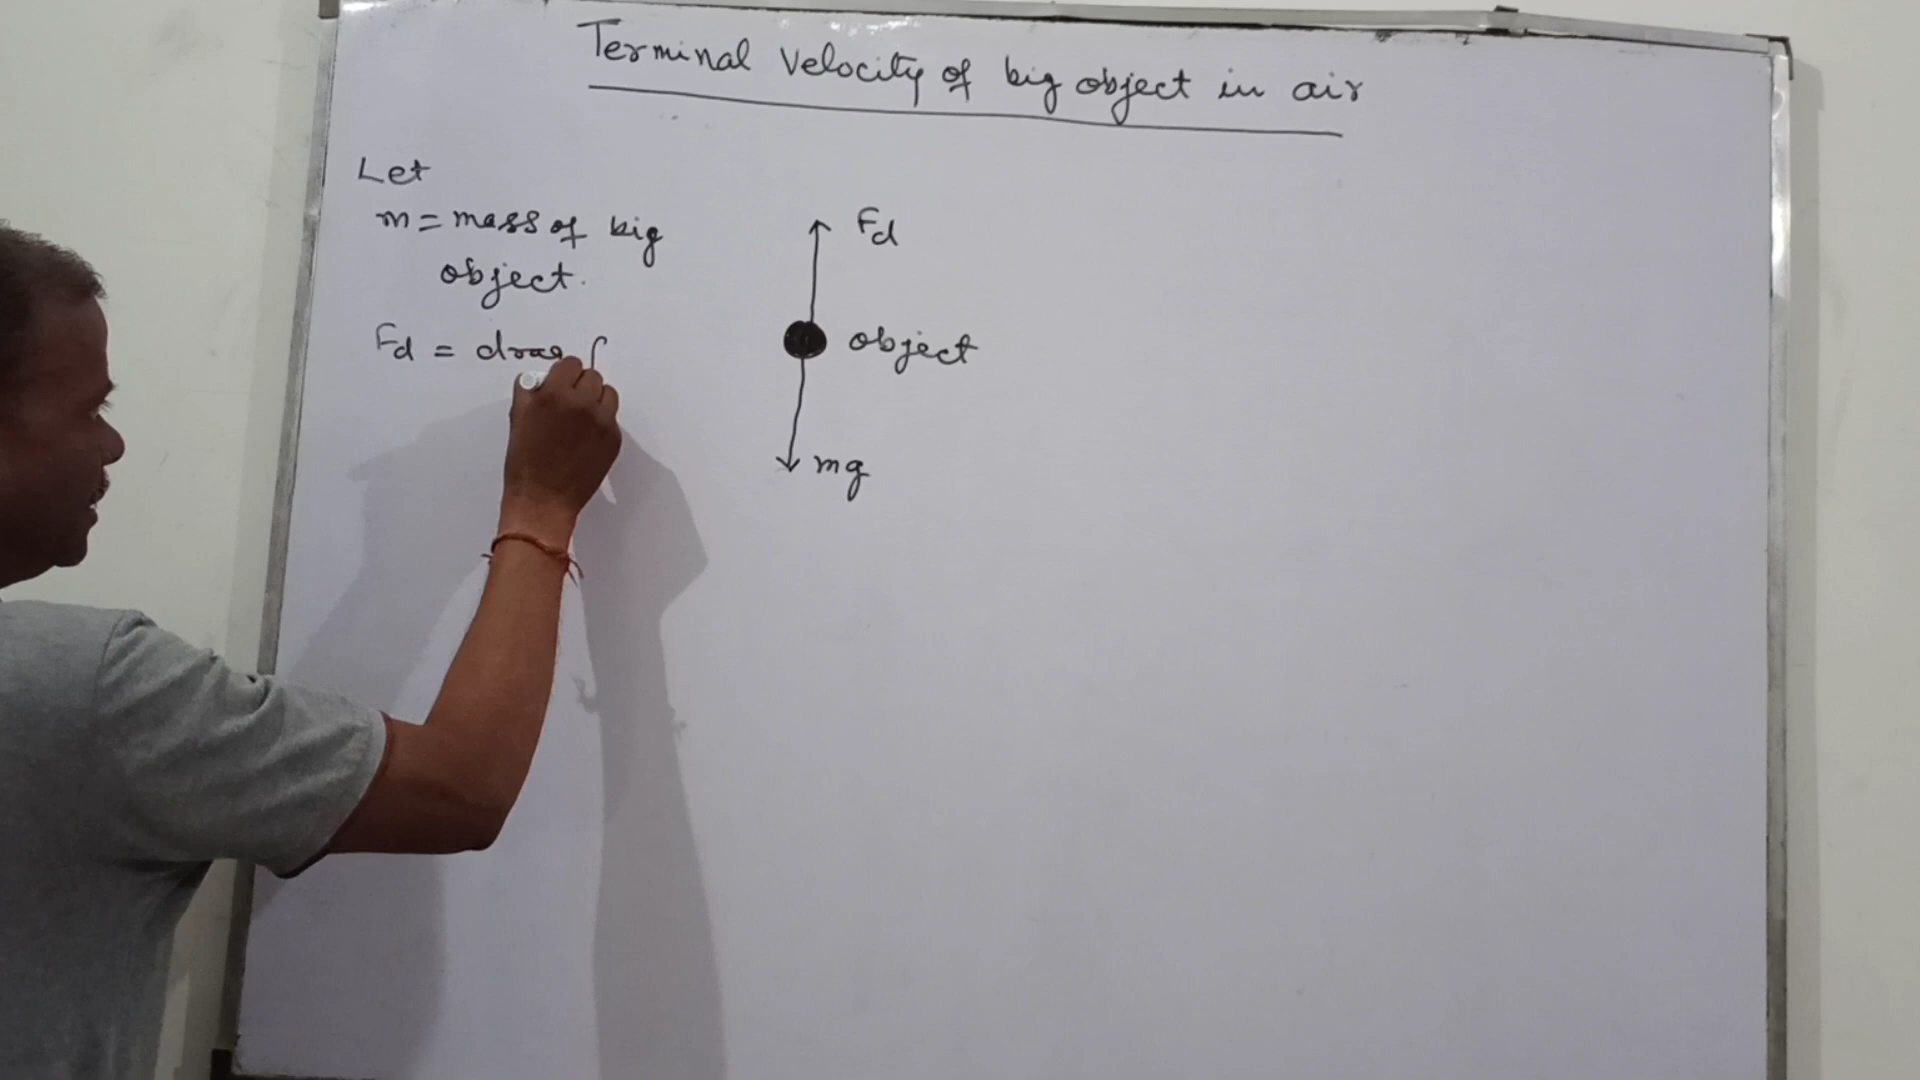 Terminal Velocity of big object in air
Let
m = mass of big
object.
Fd = drag
Fd
object
mg